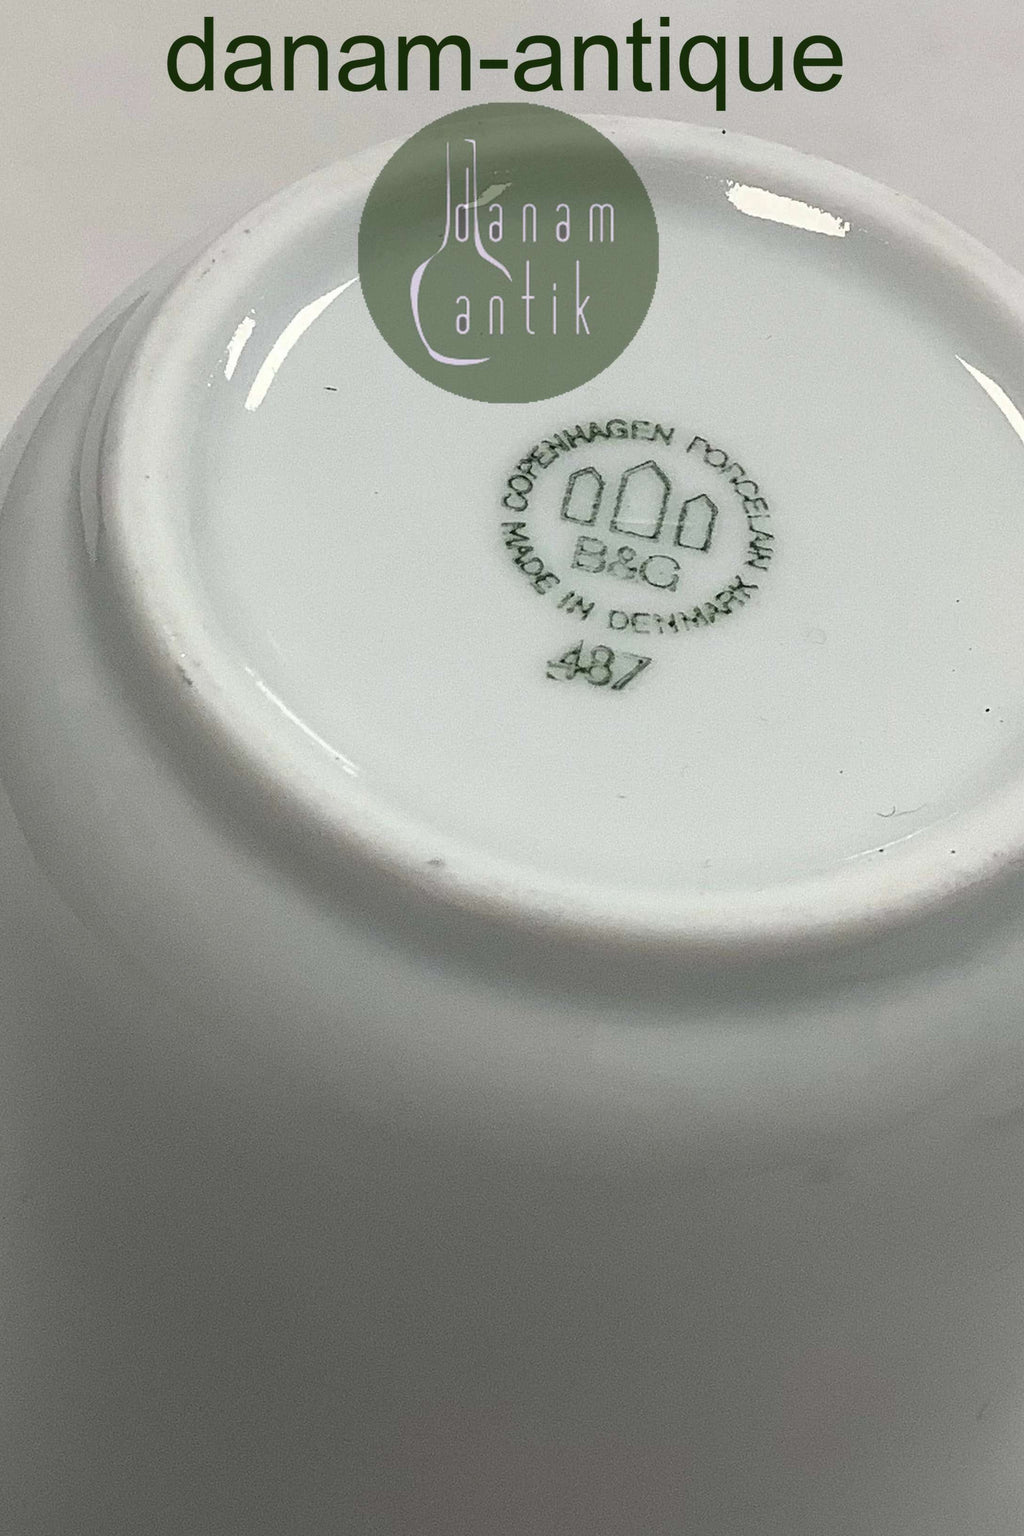 danam-antique
danam
antik
COPENHAGEN PORCELAIN
B&G
MADE IN DENMARK
487